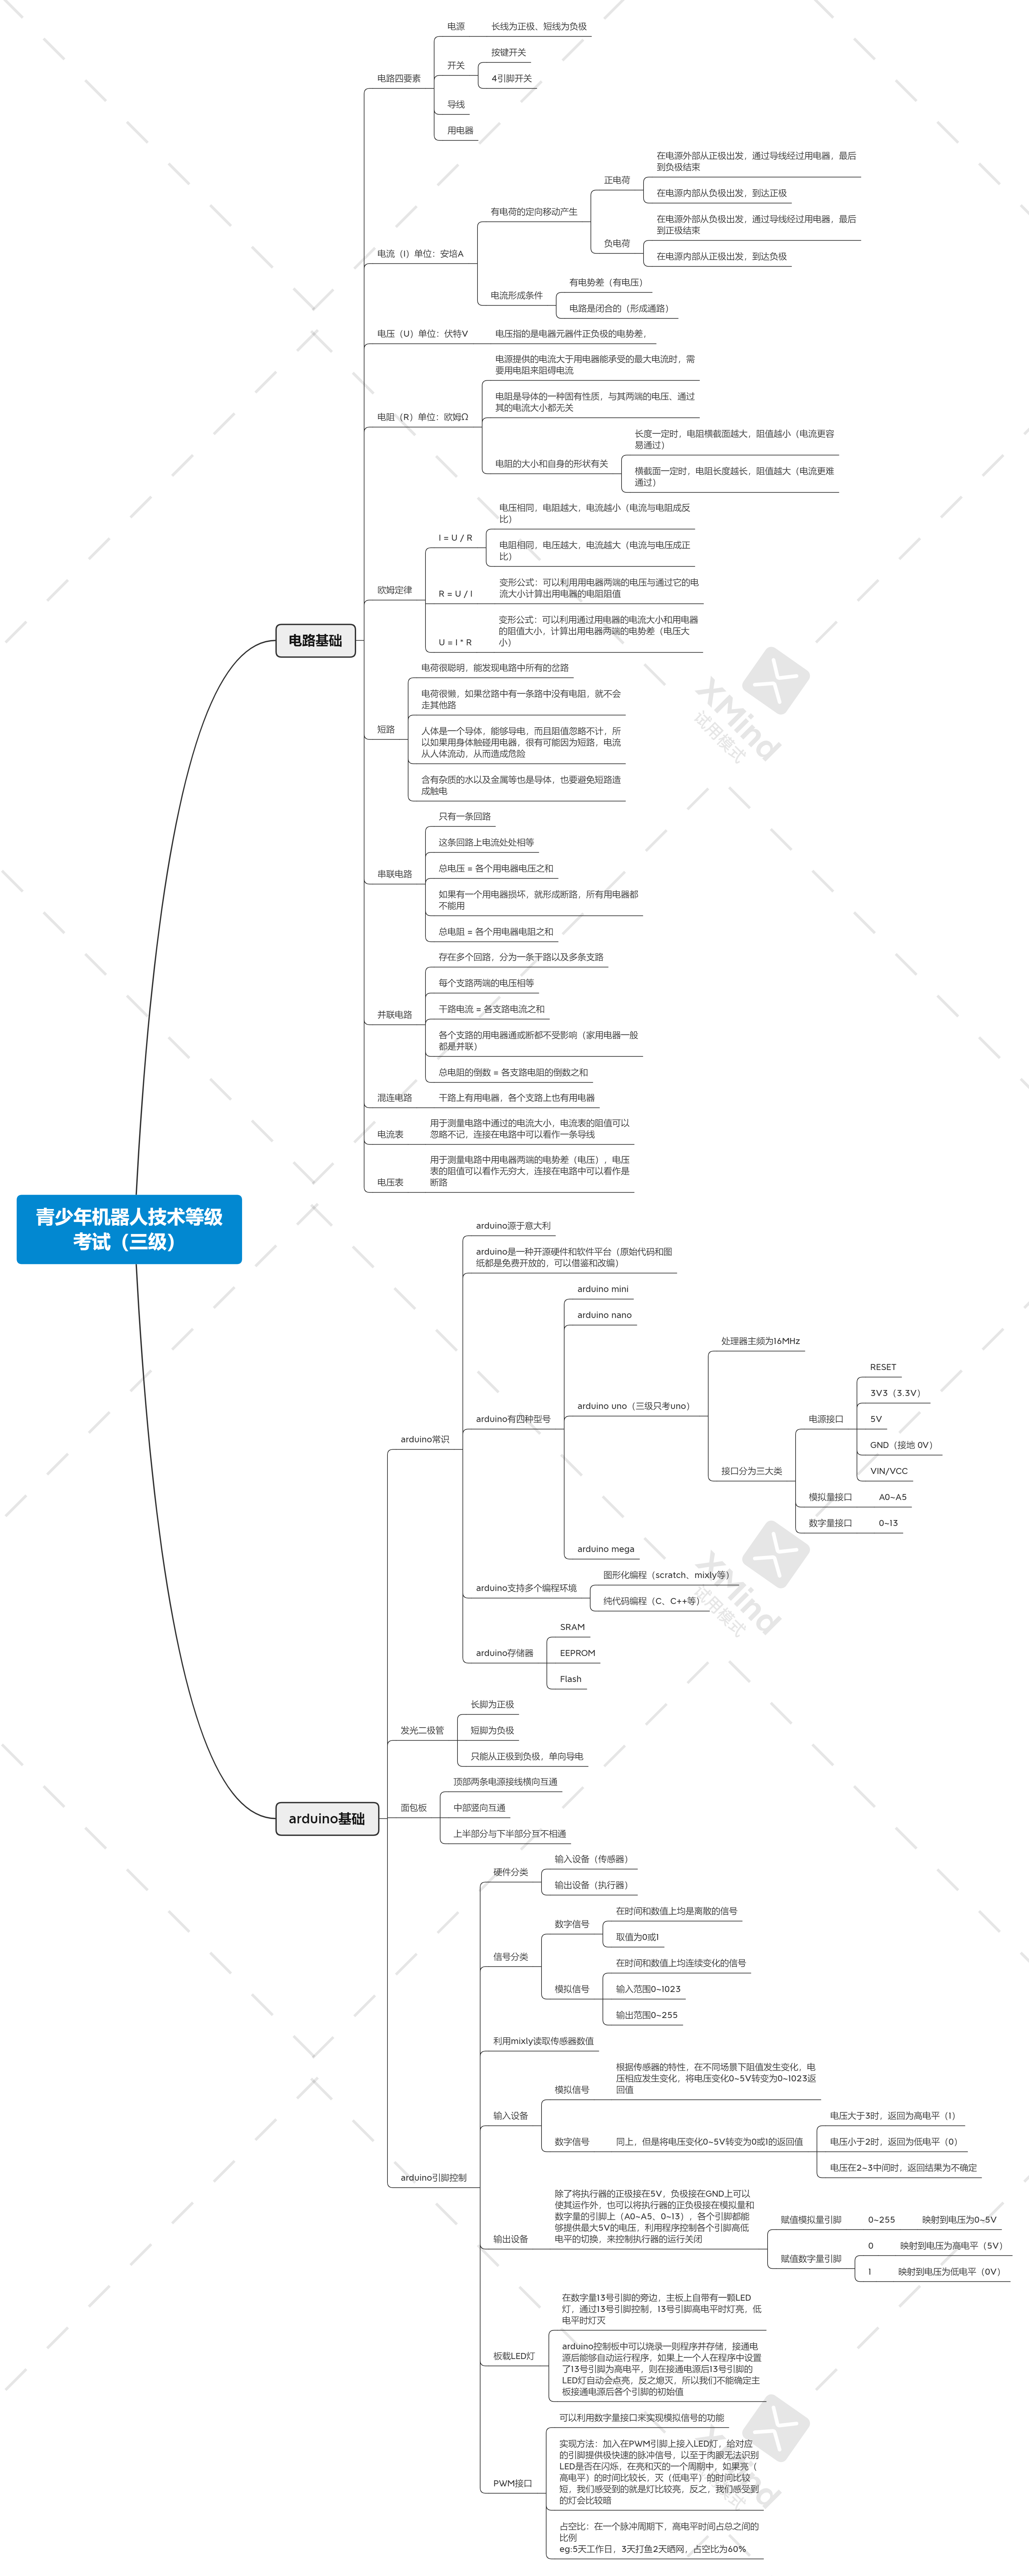 青少年机器人技术等级
考试（三级）
电路基础
电路四要素
电源
长线为正极、短线为负极
开关
按键开关
4引脚开关
导线
用电器
电流（I）单位：安培A
有电荷的定向移动产生
正电荷
在电源外部从正极出发，通过导线经过用电器，最后
到负极结束
在电源内部从负极出发，到达正极
负电荷
在电源外部从负极出发，通过导线经过用电器，最后
到正极结束
在电源内部从正极出发，到达负极
电流形成条件
有电势差（有电压）
电路是闭合的（形成通路）
电压（U）单位：伏特V
电压指的是电器元器件正负极的电势差，
电阻（R）单位：欧姆Ω
电源提供的电流大于用电器能承受的最大电流时，需
要用电阻来阻碍电流
电阻是导体的一种固有性质，与其两端的电压、通过
其的电流大小都无关
电阻的大小和自身的形状有关
长度一定时，电阻横截面越大，阻值越小（电流更容
易通过）
横截面一定时，电阻长度越长，阻值越大（电流更难
通过）
欧姆定律
I = U / R
电压相同，电阻越大，电流越小（电流与电阻成反
比）
电阻相同，电压越大，电流越大（电流与电压成正
比）
R = U / I
变形公式：可以利用用电器两端的电压与通过它的电
流大小计算出用电器的电阻阻值
U = I * R
变形公式：可以利用通过用电器的电流大小和用电器
的阻值大小，计算出用电器两端的电势差（电压大
小）
短路
电荷很聪明，能发现电路中所有的岔路
电荷很懒，如果岔路中有一条路中没有电阻，就不会
走其他路
人体是一个导体，能够导电，而且阻值忽略不计，所
以如果用身体触碰用电器，很有可能因为短路，电流
从人体流动，从而造成危险
含有杂质的水以及金属等也是导体，也要避免短路造
成触电
串联电路
只有一条回路
这条回路上电流处处相等
总电压 = 各个用电器电压之和
如果有一个用电器损坏，就形成断路，所有用电器都
不能用
总电阻 = 各个用电器电阻之和
并联电路
存在多个回路，分为一条干路以及多条支路
每个支路两端的电压相等
干路电流 = 各支路电流之和
各个支路的用电器通或断都不受影响（家用电器一般
都是并联）
总电阻的倒数 = 各支路电阻的倒数之和
混连电路
干路上有用电器，各个支路上也有用电器
电流表
用于测量电路中通过的电流大小，电流表的阻值可以
忽略不记，连接在电路中可以看作一条导线
电压表
用于测量电路中用电器两端的电势差（电压），电压
表的阻值可以看作无穷大，连接在电路中可以看作是
断路
arduino基础
arduino常识
arduino源于意大利
arduino是一种开源硬件和软件平台（原始代码和图
纸都是免费开放的，可以借鉴和改编）
arduino有四种型号
arduino mini
arduino nano
arduino uno（三级只考uno）
处理器主频为16MHz
接口分为三大类
电源接口
RESET
3V3（3.3V）
5V
GND（接地 0V）
VIN/VCC
模拟量接口
A0~A5
数字量接口
0~13
arduino mega
arduino支持多个编程环境
图形化编程（scratch、mixly等）
纯代码编程（C、C++等）
arduino存储器
SRAM
EEPROM
Flash
发光二极管
长脚为正极
短脚为负极
只能从正极到负极，单向导电
面包板
顶部两条电源接线横向互通
中部竖向互通
上半部分与下半部分互不相通
arduino引脚控制
硬件分类
输入设备（传感器）
输出设备（执行器）
信号分类
数字信号
在时间和数值上均是离散的信号
取值为0或1
模拟信号
在时间和数值上均连续变化的信号
输入范围0~1023
输出范围0~255
利用mixly读取传感器数值
输入设备
模拟信号
根据传感器的特性，在不同场景下阻值发生变化，电
压相应发生变化，将电压变化0~5V转变为0~1023返
回值
数字信号
同上，但是将电压变化0~5V转变为0或1的返回值
电压大于3时，返回为高电平（1）
电压小于2时，返回为低电平（0）
电压在2~3中间时，返回结果为不确定
输出设备
除了将执行器的正极接在5V，负极接在GND上可以
使其运作外，也可以将执行器的正负极接在模拟量和
数字量的引脚上（A0~A5、0~13），各个引脚都能
够提供最大5V的电压，利用程序控制各个引脚高低
电平的切换，来控制执行器的运行关闭
赋值模拟量引脚
0~255
映射到电压为0~5V
赋值数字量引脚
0
映射到电压为高电平（5V）
1
映射到电压为低电平（0V）
板载LED灯
在数字量13号引脚的旁边，主板上自带有一颗LED
灯，通过13号引脚控制，13号引脚高电平时灯亮，低
电平时灯灭
arduino控制板中可以烧录一则程序并存储，接通电
源后能够自动运行程序，如果上一个人在程序中设置
了13号引脚为高电平，则在接通电源后13号引脚的
LED灯自动会点亮，反之熄灭，所以我们不能确定主
板接通电源后各个引脚的初始值
PWM接口
可以利用数字量接口来实现模拟信号的功能
实现方法：加入在PWM引脚上接入LED灯，给对应
的引脚提供极快速的脉冲信号，以至于肉眼无法识别
LED是否在闪烁，在亮和灭的一个周期中，如果亮（
高电平）的时间比较长，灭（低电平）的时间比较
短，我们感受到的就是灯比较亮，反之，我们感受到
的灯会比较暗
占空比：在一个脉冲周期下，高电平时间占总之间的
比例
eg:5天工作日，3天打鱼2天晒网，占空比为60%
XMind
试用模式
XMind
试用模式
XMind
试用模式